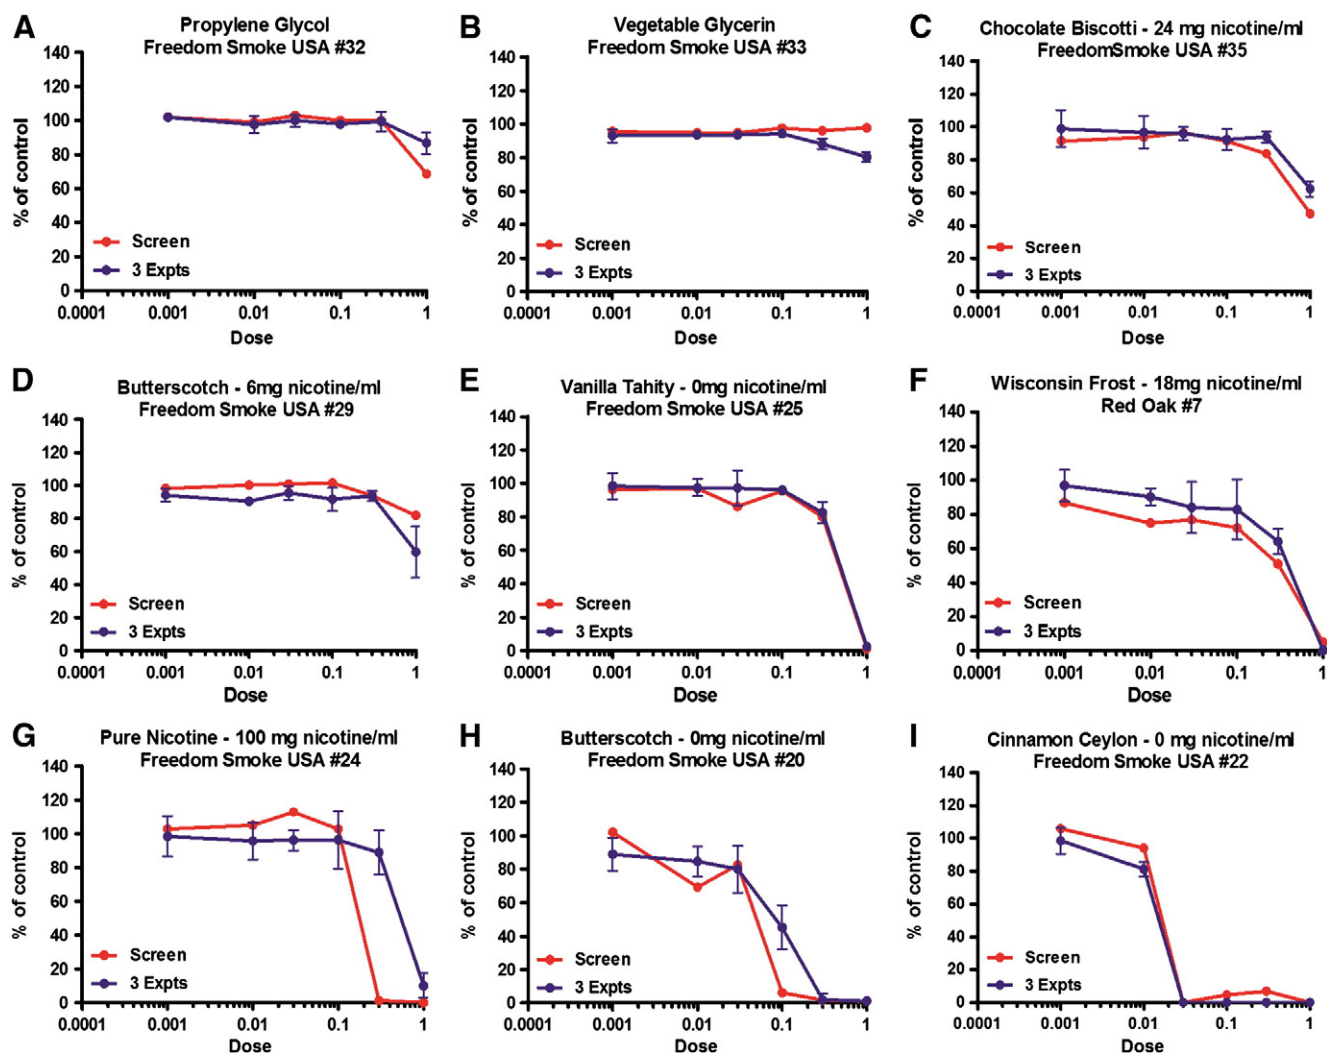 A
Propylene Glycol
Freedom Smoke USA #32
% of control
140
120
100
80
60
40
20
0
Screen
3 Expts
0.0001 0.001 0.01 0.1 1
Dose
B
Vegetable Glycerin
Freedom Smoke USA #33
% of control
140
120
100
80
60
40
20
0
Screen
3 Expts
0.0001 0.001 0.01 0.1 1
Dose
C
Chocolate Biscotti - 24 mg nicotine/ml
FreedomSmoke USA #35
% of control
140
120
100
80
60
40
20
0
Screen
3 Expts
0.0001 0.001 0.01 0.1 1
Dose
D
Butterscotch - 6mg nicotine/ml
Freedom Smoke USA #29
% of control
140
120
100
80
60
40
20
0
Screen
3 Expts
0.0001 0.001 0.01 0.1 1
Dose
E
Vanilla Tahity - 0mg nicotine/ml
Freedom Smoke USA #25
% of control
140
120
100
80
60
40
20
0
Screen
3 Expts
0.0001 0.001 0.01 0.1 1
Dose
F
Wisconsin Frost - 18mg nicotine/ml
Red Oak #7
% of control
140
120
100
80
60
40
20
0
Screen
3 Expts
0.0001 0.001 0.01 0.1 1
Dose
G
Pure Nicotine - 100 mg nicotine/ml
Freedom Smoke USA #24
% of control
140
120
100
80
60
40
20
0
Screen
3 Expts
0.0001 0.001 0.01 0.1 1
Dose
H
Butterscotch - 0mg nicotine/ml
Freedom Smoke USA #20
% of control
140
120
100
80
60
40
20
0
Screen
3 Expts
0.0001 0.001 0.01 0.1 1
Dose
I
Cinnamon Ceylon - 0 mg nicotine/ml
Freedom Smoke USA #22
% of control
140
120
100
80
60
40
20
0
Screen
3 Expts
0.0001 0.001 0.01 0.1 1
Dose